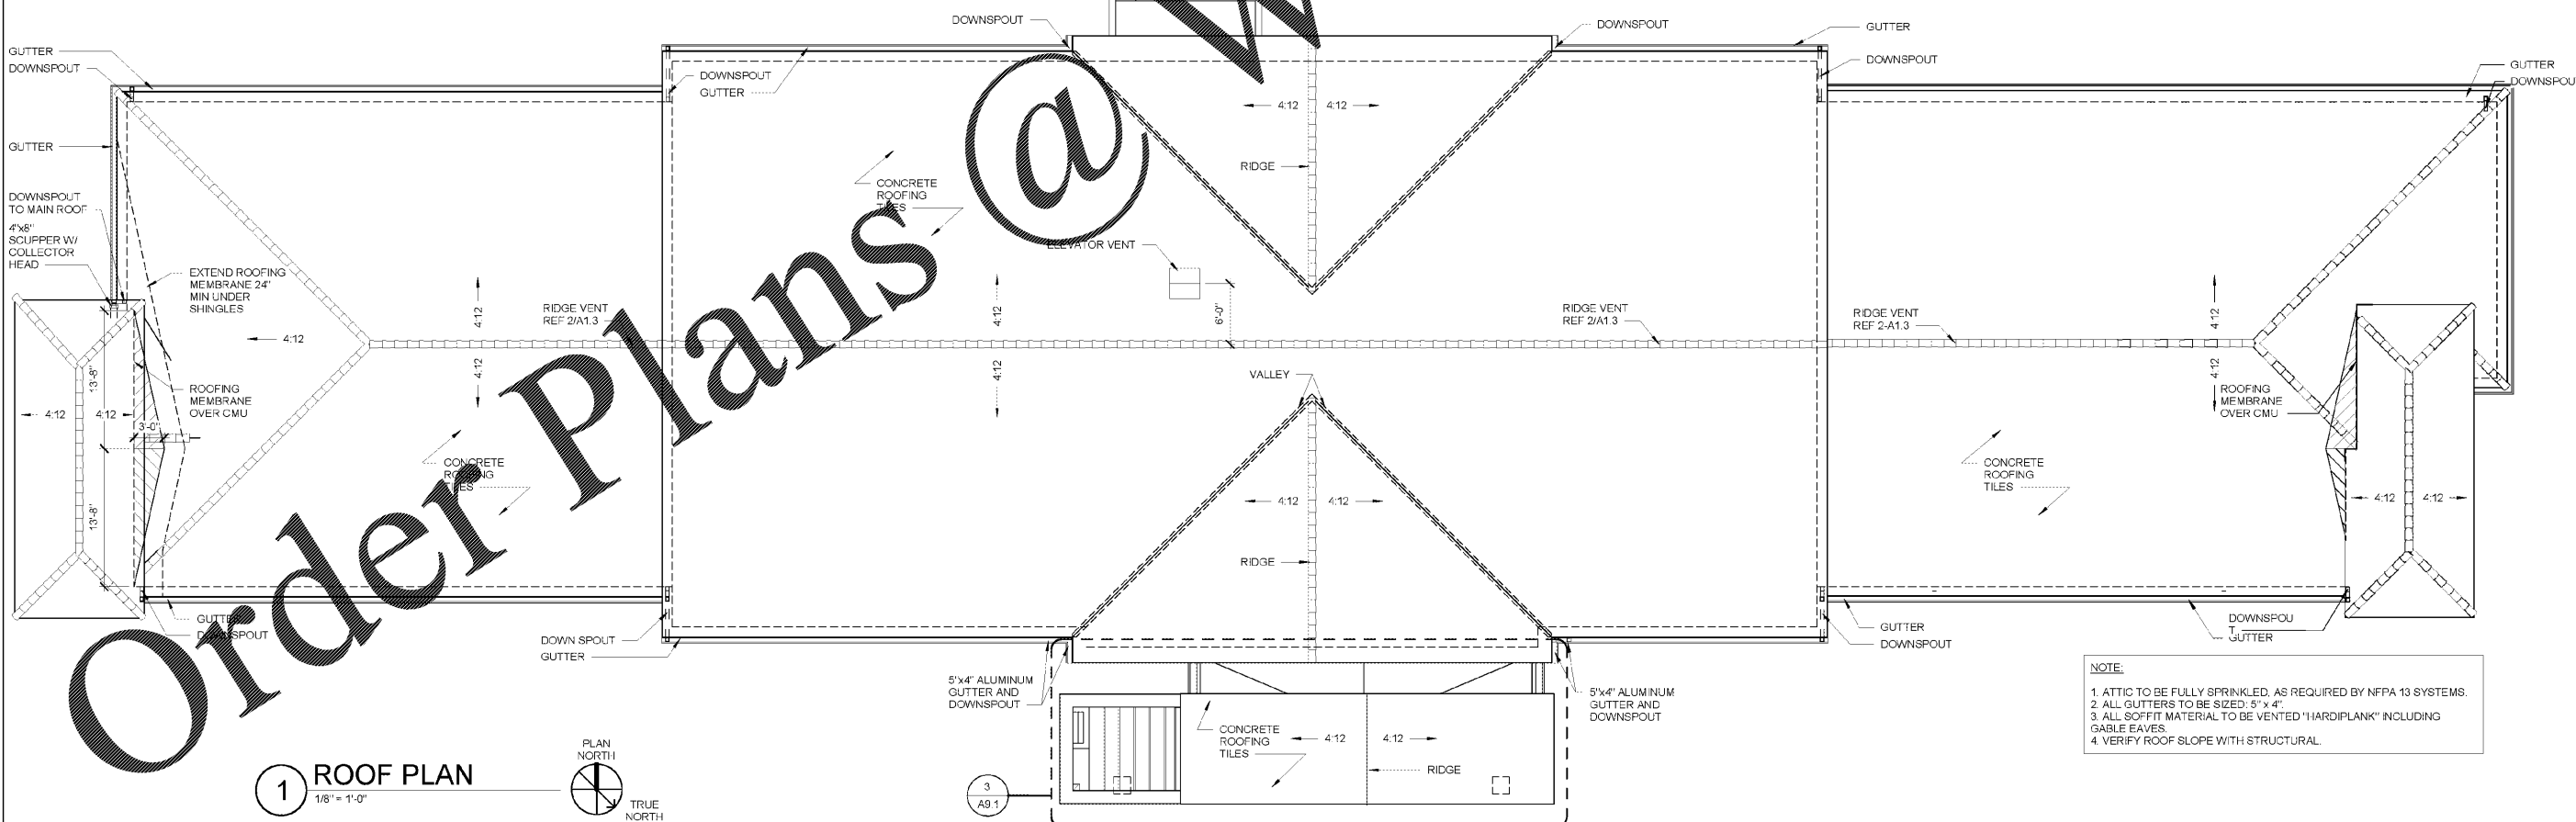 DOWNSPOUT
DOWNSPOUT
GUTTER
GUTTER
DOWNSPOUT
DOWNSPOUT
GUTTER
DOWNSPOUT
GUTTER
DOWNSPOU
4:12
4:12
GUTTER
RIDGE
CONCRETE
ROOFING
TILES
DOWNSPOUT
TO MAIN ROOF
4"x8"
SCUPPER W/
COLLECTOR
HEAD
ELEVATOR VENT
EXTEND ROOFING
MEMBRANE 24"
MIN UNDER
SHINGLES
4:12
4:12
4:12
4:12
4:12
RIDGE VENT
REF 2/A1.3
6'-0"
RIDGE VENT
REF 2/A1.3
RIDGE VENT
REF 2-A1.3
4:12
4:12
4:12
VALLEY
13'-8"
ROOFING
MEMBRANE
OVER CMU
4:12
4:12
3'-0"
ROOFING
MEMBRANE
OVER CMU
CONCRETE
ROOFING
TILES
13'-8"
4:12
4:12
CONCRETE
ROOFING
TILES
4:12
4:12
RIDGE
GUTTER
DOWNSPOUT
DOWN SPOUT
GUTTER
GUTTER
DOWNSPOUT
DOWNSPOU
T
GUTTER
5"x4" ALUMINUM
GUTTER AND
DOWNSPOUT
5"x4" ALUMINUM
GUTTER AND
DOWNSPOUT
CONCRETE
ROOFING
TILES
4:12
4:12
RIDGE
NOTE:
1. ATTIC TO BE FULLY SPRINKLED, AS REQUIRED BY NFPA 13 SYSTEMS.
2. ALL GUTTERS TO BE SIZED: 5" x 4".
3. ALL SOFFIT MATERIAL TO BE VENTED "HARDIPLANK" INCLUDING
GABLE EAVES.
4. VERIFY ROOF SLOPE WITH STRUCTURAL.
1
ROOF PLAN
1/8" = 1'-0"
PLAN
NORTH
TRUE
NORTH
3
A9.1
Order Plans @ W